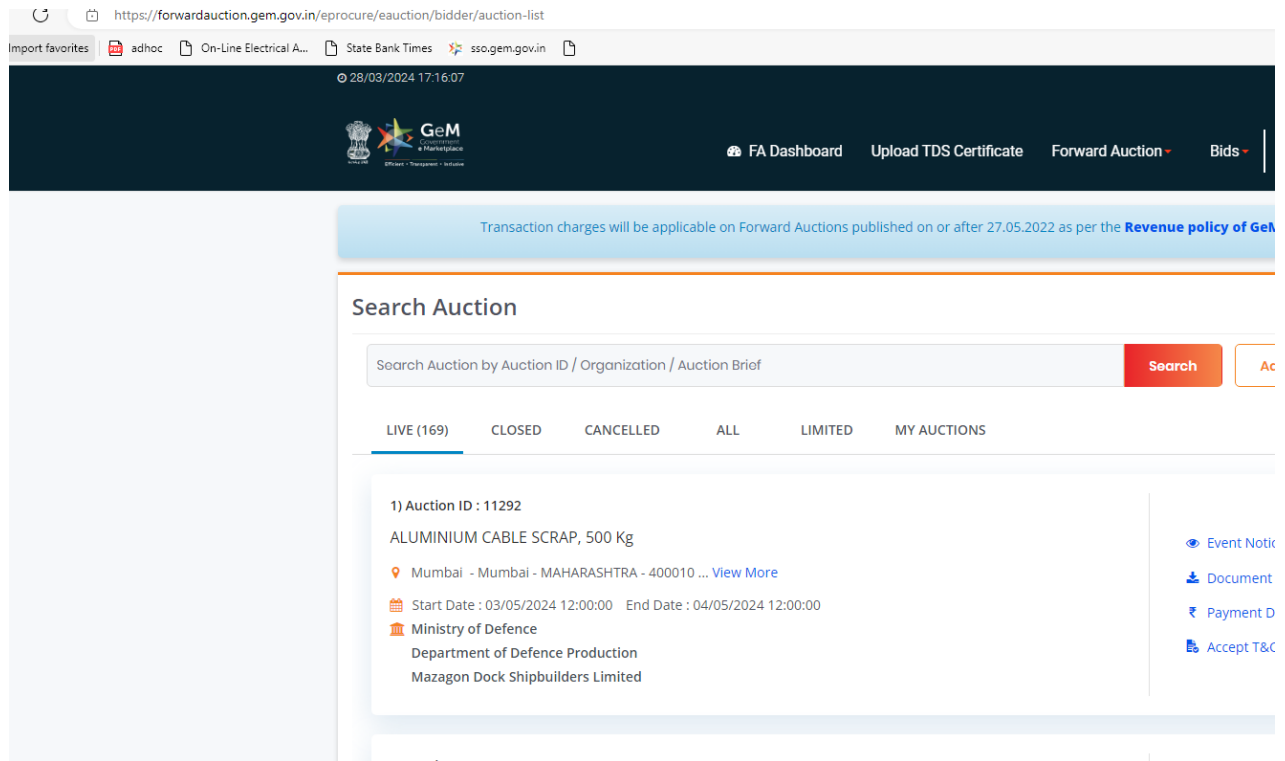 https://forwardauction.gem.gov.in/eprocure/eauction/bidder/auction-list
Import favorites adhoc On-Line Electrical A... State Bank Times sso.gem.gov.in
28/03/2024 17:16:07
GeM
Government
e Marketplace
Efficient • Transparent • Inclusive
FA Dashboard Upload TDS Certificate Forward Auction Bids
Transaction charges will be applicable on Forward Auctions published on or after 27.05.2022 as per the Revenue policy of GeM
Search Auction
Search Auction by Auction ID / Organization / Auction Brief Search Ad
LIVE (169) CLOSED CANCELLED ALL LIMITED MY AUCTIONS
1) Auction ID : 11292
ALUMINIUM CABLE SCRAP, 500 Kg
Mumbai - Mumbai - MAHARASHTRA - 400010 ... View More
Start Date : 03/05/2024 12:00:00 End Date : 04/05/2024 12:00:00
Ministry of Defence
Department of Defence Production
Mazagon Dock Shipbuilders Limited
Event Notic
Document
₹ Payment D
Accept T&C